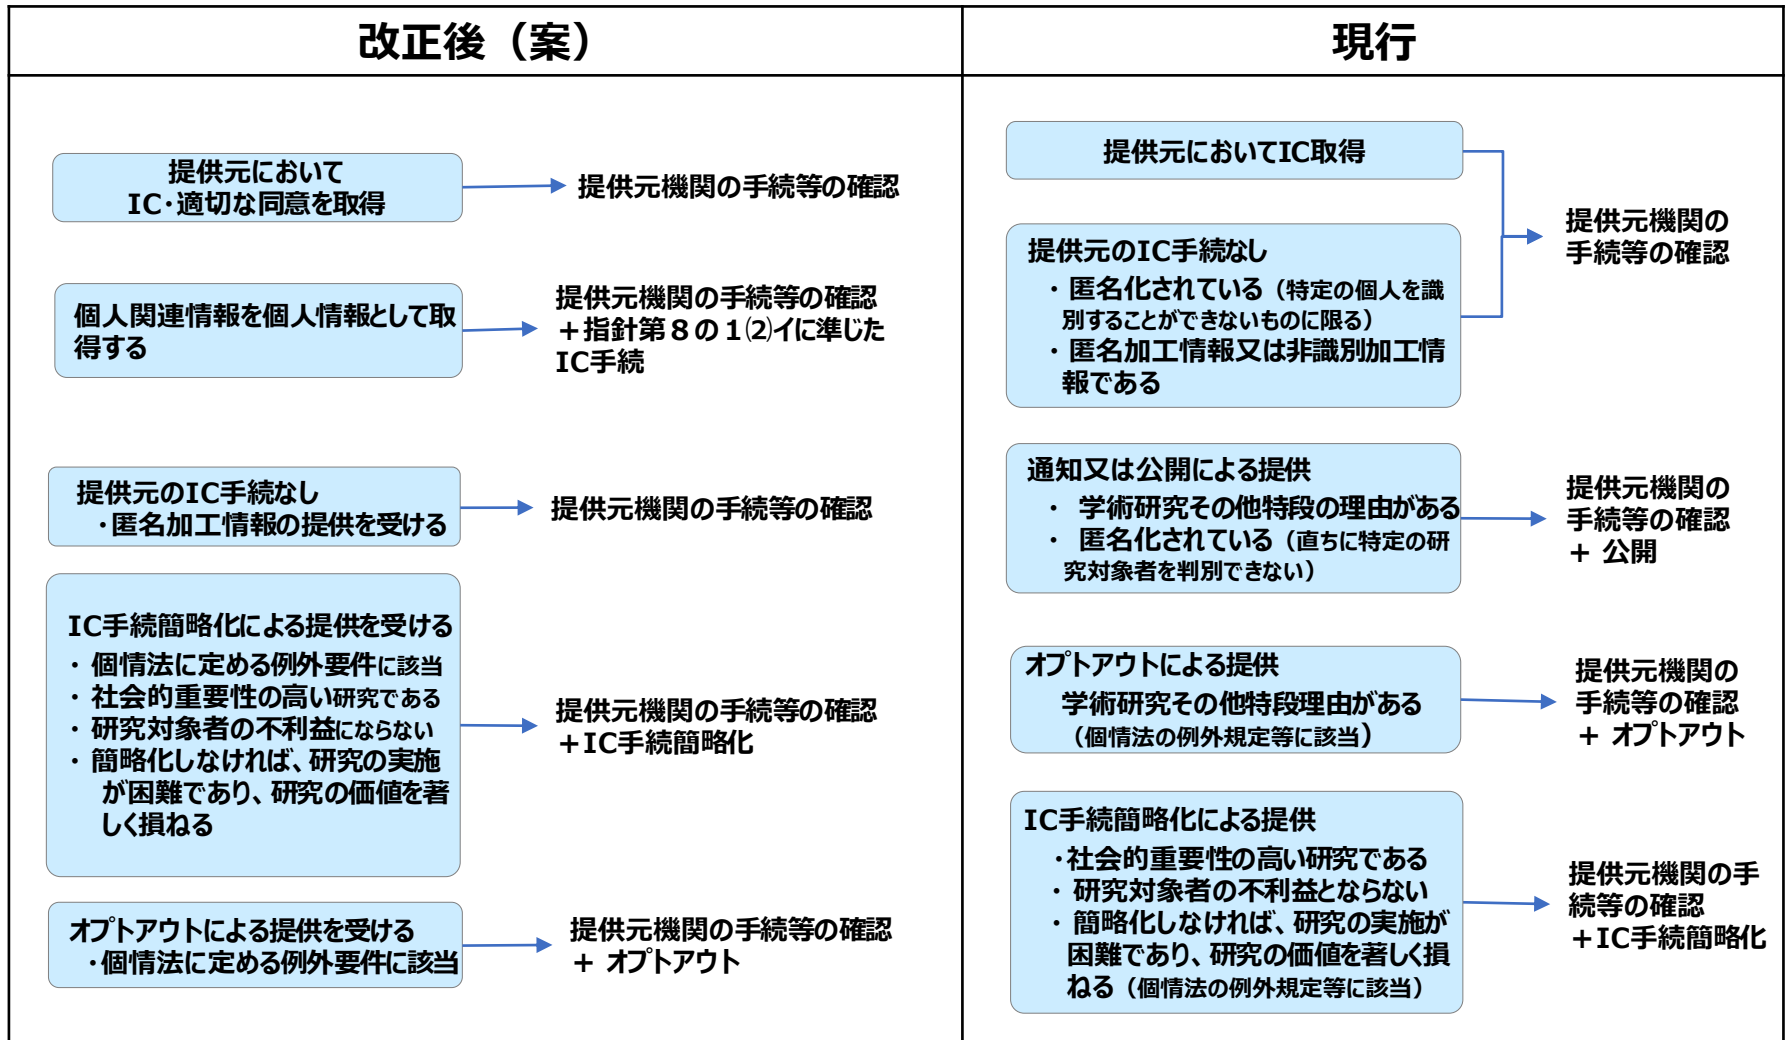 改正後（案）
提供元において
IC・適切な同意を取得
提供元機関の手続等の確認
個人関連情報を個人情報として取
得する
提供元機関の手続等の確認
＋指針第８の１⑵イに準じた
IC手続
提供元のIC手続なし
・匿名加工情報の提供を受ける
提供元機関の手続等の確認
IC手続簡略化による提供を受ける
・ 個情法に定める例外要件に該当
・ 社会的重要性の高い研究である
・ 研究対象者の不利益にならない
・ 簡略化しなければ、研究の実施
が困難であり、研究の価値を著
しく損ねる
提供元機関の手続等の確認
＋IC手続簡略化
オプトアウトによる提供を受ける
・個情法に定める例外要件に該当
提供元機関の手続等の確認
＋ オプトアウト
現行
提供元においてIC取得
提供元のIC手続なし
・ 匿名化されている（特定の個人を識
別することができないものに限る）
・ 匿名加工情報又は非識別加工情
報である
提供元機関の
手続等の確認
通知又は公開による提供
・ 学術研究その他特段の理由がある
・ 匿名化されている（直ちに特定の研
究対象者を判別できない）
提供元機関の
手続等の確認
＋ 公開
オプトアウトによる提供
学術研究その他特段理由がある
（個情法の例外規定等に該当）
提供元機関の
手続等の確認
＋ オプトアウト
IC手続簡略化による提供
・社会的重要性の高い研究である
・ 研究対象者の不利益とならない
・ 簡略化しなければ、研究の実施が
困難であり、研究の価値を著しく損
ねる（個情法の例外規定等に該当）
提供元機関の手
続等の確認
＋IC手続簡略化